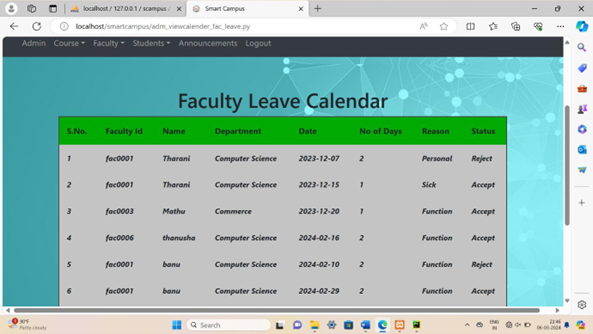 localhost / 127.0.0.1 / scampus /
Smart Campus
localhost/smartcampus/adm_viewcalender_fac_leave.py
Admin Course Faculty Students Announcements Logout
Faculty Leave Calendar
S.No. Faculty Id Name Department Date No of Days Reason Status
1 fac0001 Tharani Computer Science 2023-12-07 2 Personal Reject
2 fac0001 Tharani Computer Science 2023-12-15 1 Sick Accept
3 fac0003 Mathu Commerce 2023-12-20 1 Function Accept
4 fac0006 thanusha Computer Science 2024-02-16 2 Function Accept
5 fac0001 banu Computer Science 2024-02-10 2 Function Reject
6 fac0001 banu Computer Science 2024-02-29 2 Function Accept
90°F
Partly cloudy
Search
ENG
IN
23:46
06-05-2024